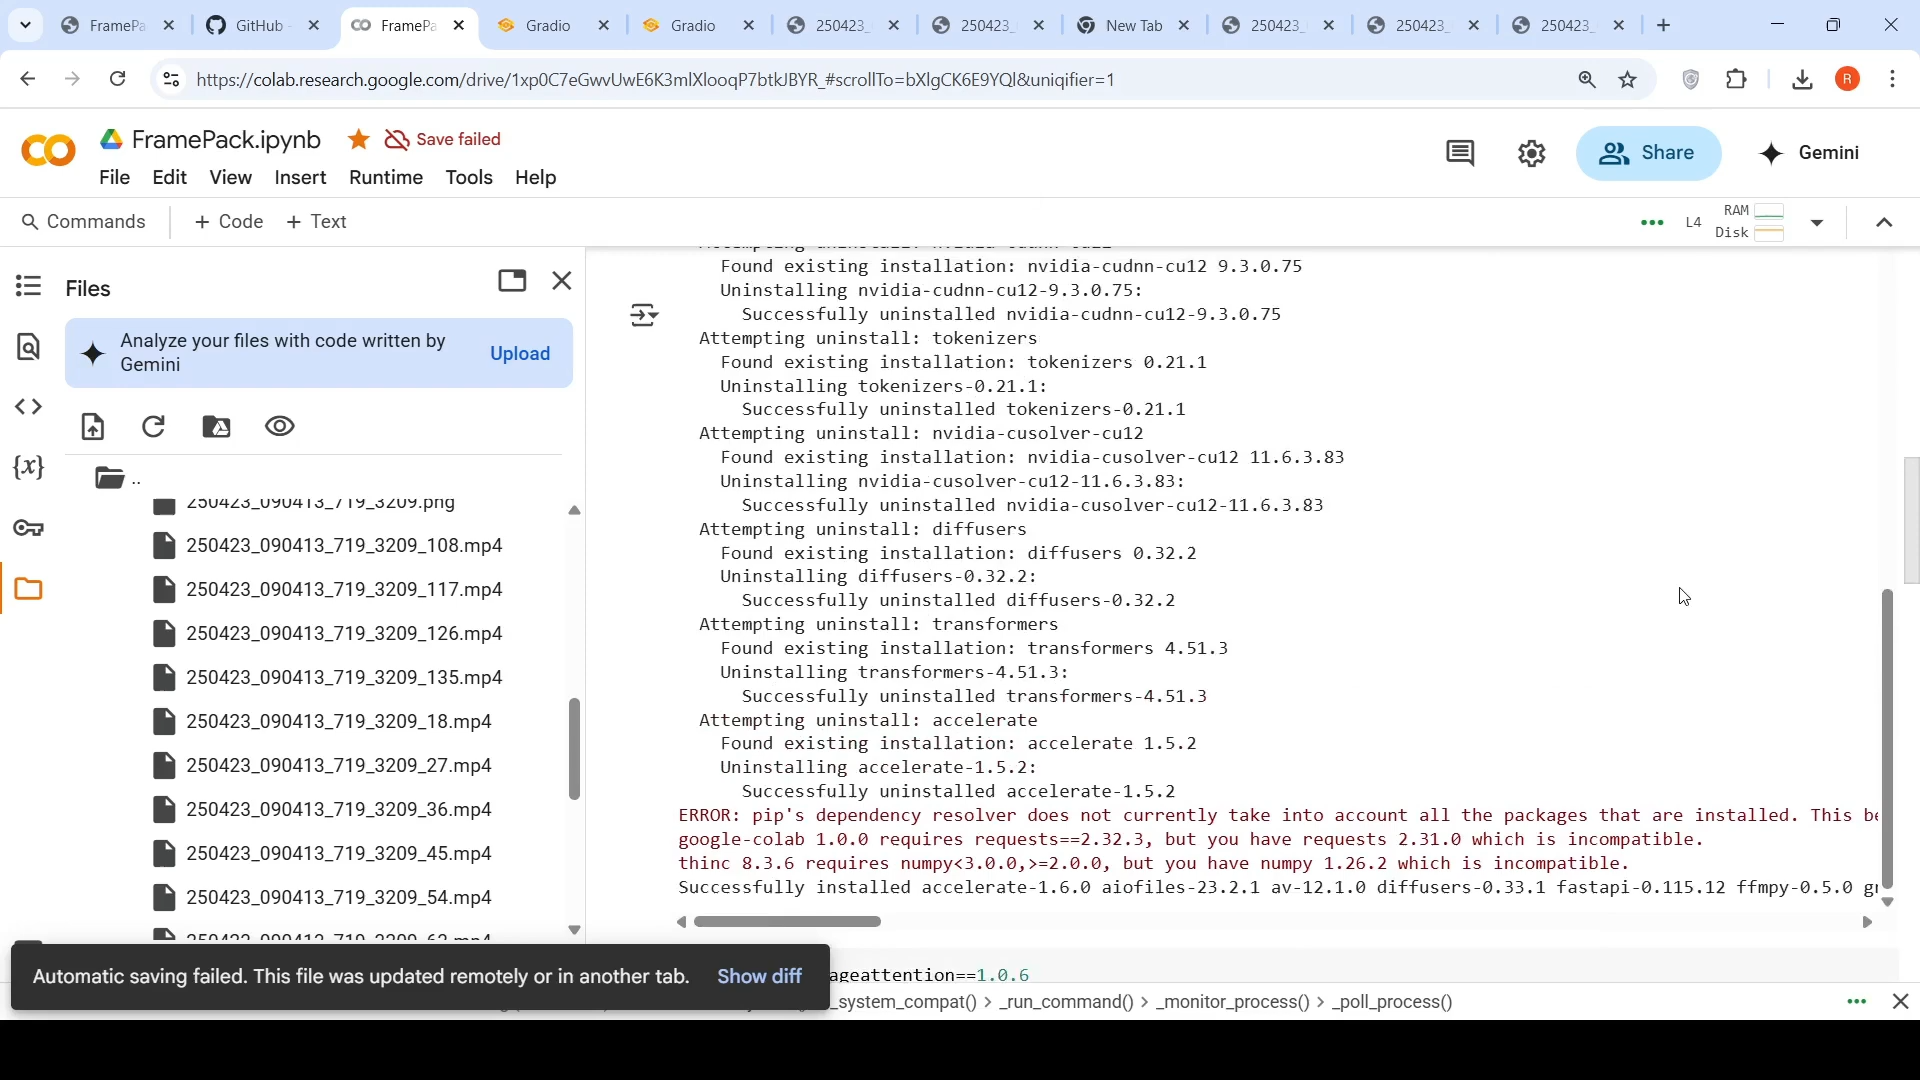 FramePa
GitHub -
FramePa
Gradio
Gradio
250423_
250423_
New Tab
250423_
250423_
250423_
https://colab.research.google.com/drive/1xp0C7eGwvUwE6K3mlXlooqP7btkJBYR_#scrollTo=bXlgCK6E9YQl&uniqifier=1
R
FramePack.ipynb
Save failed
Share
Gemini
File Edit View Insert Runtime Tools Help
Commands
+ Code
+ Text
L4
RAM
Disk
Files
Analyze your files with code written by
Gemini
Upload
..
250423_090413_719_3209.png
250423_090413_719_3209_108.mp4
250423_090413_719_3209_117.mp4
250423_090413_719_3209_126.mp4
250423_090413_719_3209_135.mp4
250423_090413_719_3209_18.mp4
250423_090413_719_3209_27.mp4
250423_090413_719_3209_36.mp4
250423_090413_719_3209_45.mp4
250423_090413_719_3209_54.mp4
Found existing installation: nvidia-cudnn-cu12 9.3.0.75
Uninstalling nvidia-cudnn-cu12-9.3.0.75:
Successfully uninstalled nvidia-cudnn-cu12-9.3.0.75
Attempting uninstall: tokenizers
Found existing installation: tokenizers 0.21.1
Uninstalling tokenizers-0.21.1:
Successfully uninstalled tokenizers-0.21.1
Attempting uninstall: nvidia-cusolver-cu12
Found existing installation: nvidia-cusolver-cu12 11.6.3.83
Uninstalling nvidia-cusolver-cu12-11.6.3.83:
Successfully uninstalled nvidia-cusolver-cu12-11.6.3.83
Attempting uninstall: diffusers
Found existing installation: diffusers 0.32.2
Uninstalling diffusers-0.32.2:
Successfully uninstalled diffusers-0.32.2
Attempting uninstall: transformers
Found existing installation: transformers 4.51.3
Uninstalling transformers-4.51.3:
Successfully uninstalled transformers-4.51.3
Attempting uninstall: accelerate
Found existing installation: accelerate 1.5.2
Uninstalling accelerate-1.5.2:
Successfully uninstalled accelerate-1.5.2
ERROR: pip's dependency resolver does not currently take into account all the packages that are installed. This be
google-colab 1.0.0 requires requests==2.32.3, but you have requests 2.31.0 which is incompatible.
thinc 8.3.6 requires numpy<3.0.0,>=2.0.0, but you have numpy 1.26.2 which is incompatible.
Successfully installed accelerate-1.6.0 aiofiles-23.2.1 av-12.1.0 diffusers-0.33.1 fastapi-0.115.12 ffmpy-0.5.0 gr
ageattention==1.0.6
Automatic saving failed. This file was updated remotely or in another tab. Show diff
_system_compat() > _run_command() > _monitor_process() > _poll_process()